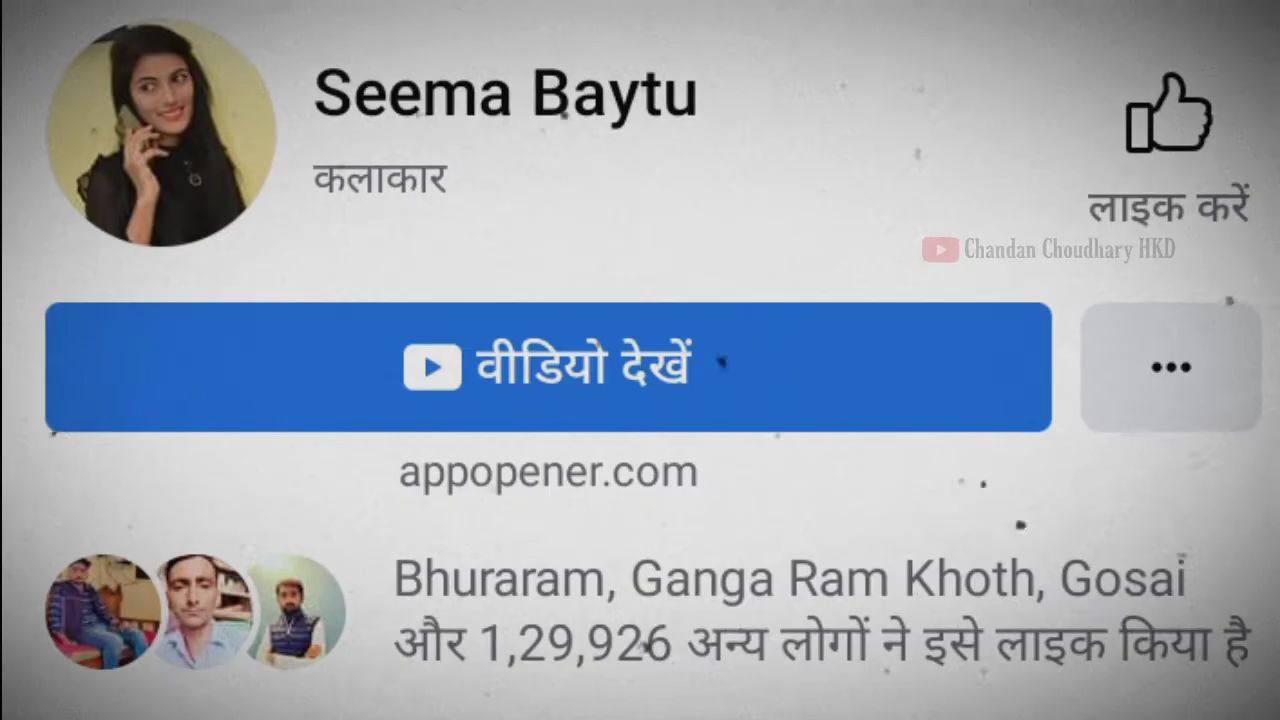 Seema Baytu
कलाकार
लाइक करें
Chandan Choudhary HKD
वीडियो देखें
appopener.com
Bhuraram, Ganga Ram Khoth, Gosai
और 1,29,926 अन्य लोगों ने इसे लाइक किया है